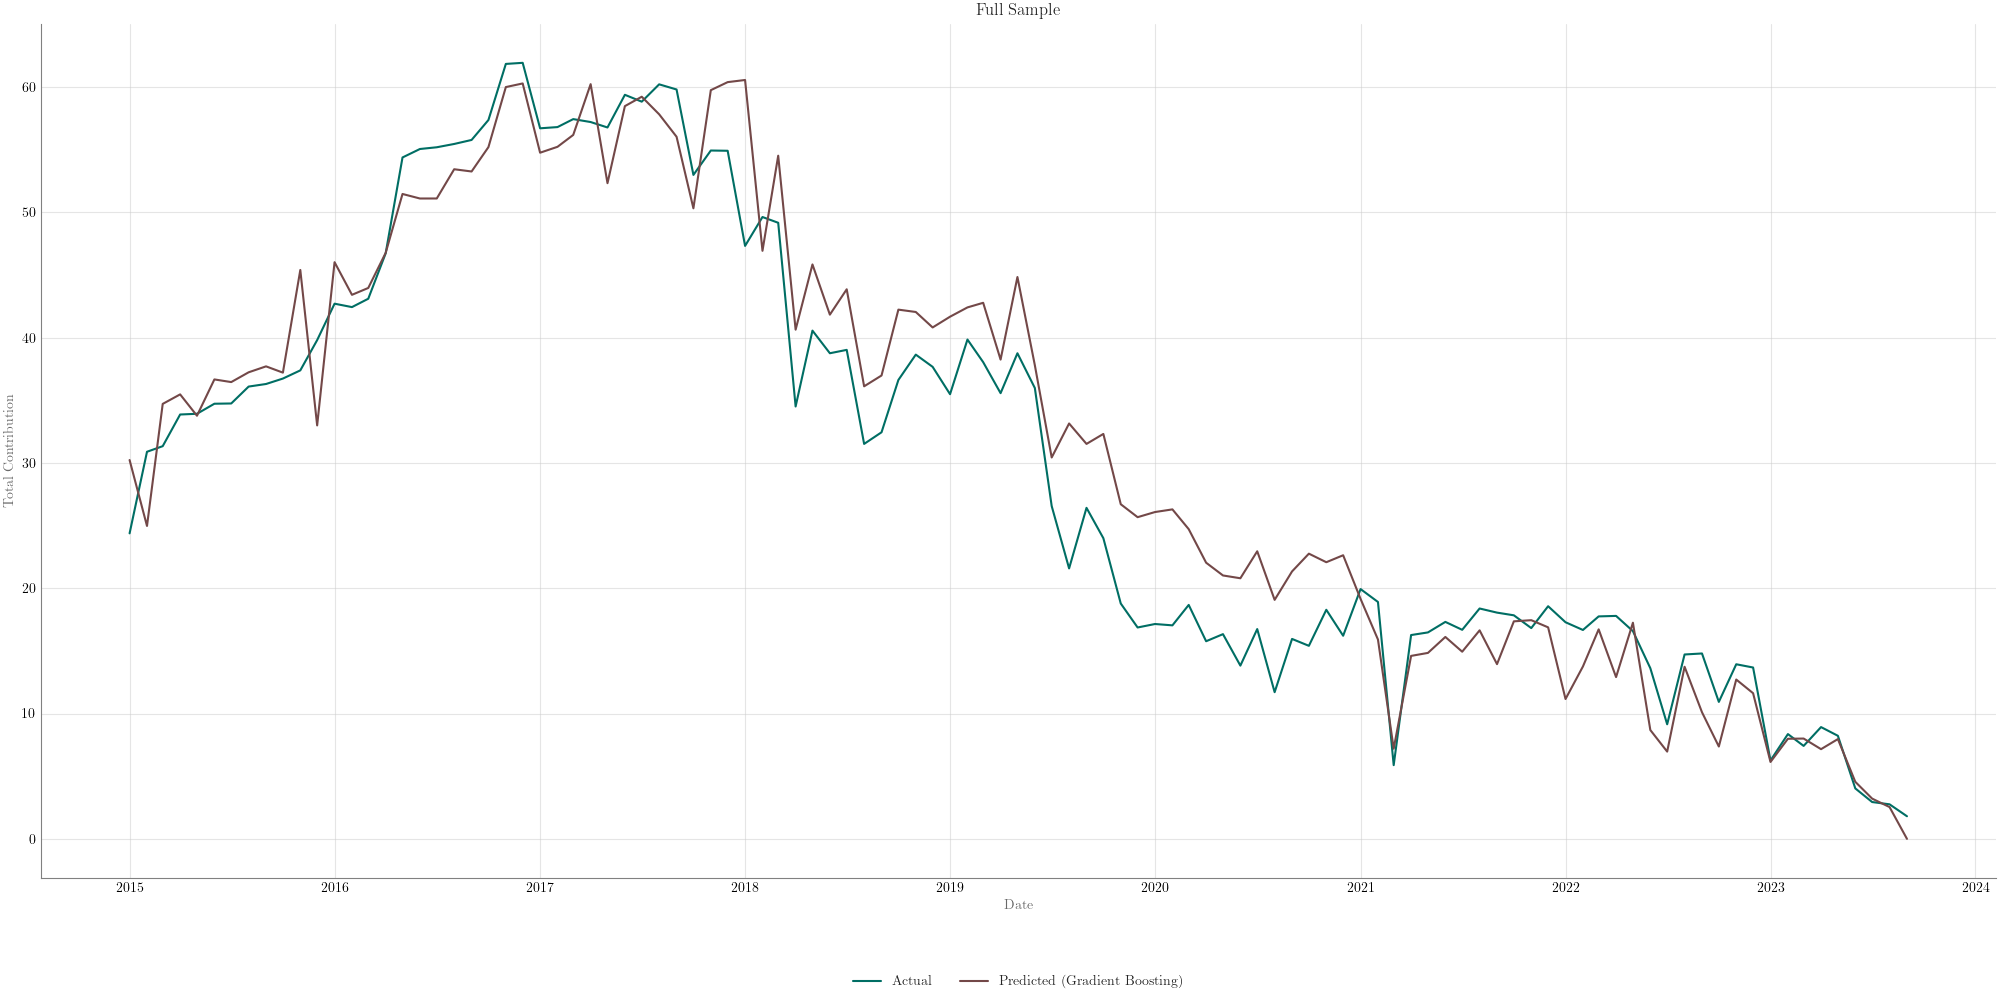 Full Sample
Total Contribution
60
50
40
30
20
10
0
2015 2016 2017 2018 2019 2020 2021 2022 2023 2024
Date
Actual Predicted (Gradient Boosting)